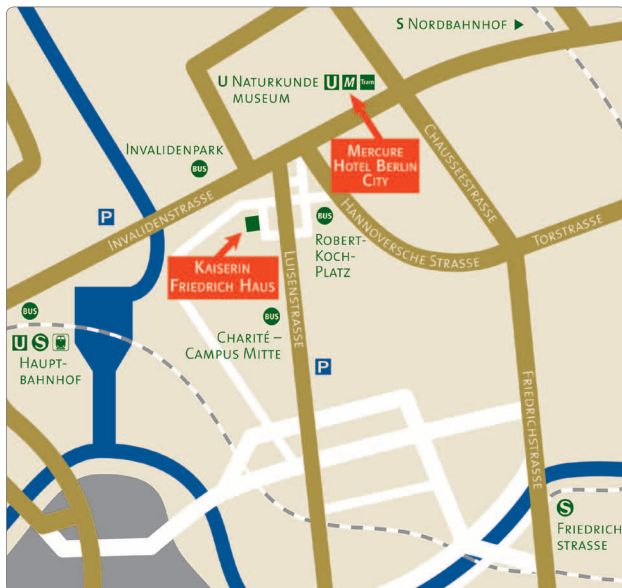 S NORDBAHNHOF
U NATURKUNDE
MUSEUM
U M Tram
INVALIDENPARK
BUS
MERCURE
HOTEL BERLIN
CITY
CHAUSSEESTRASSE
P
INVALIDENSTRASSE
BUS
ROBERT-
KOCH-
PLATZ
HANNOVERSCHE STRASSE
TORSTRASSE
KAISERIN
FRIEDRICH HAUS
LUISENSTRASSE
BUS
U S
HAUPT-
BAHNHOF
BUS
CHARITÉ –
CAMPUS MITTE
P
FRIEDRICHSTRASSE
S
FRIEDRICH
STRASSE